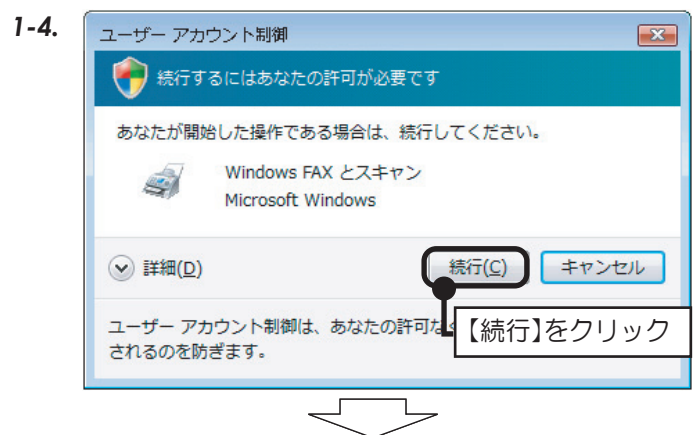 1-4.
ユーザー アカウント制御
続行するにはあなたの許可が必要です
あなたが開始した操作である場合は、続行してください。
Windows FAX とスキャン
Microsoft Windows
詳細(D)
続行(C)
キャンセル
【続行】をクリック
ユーザー アカウント制御は、あなたの許可な
されるのを防ぎます。